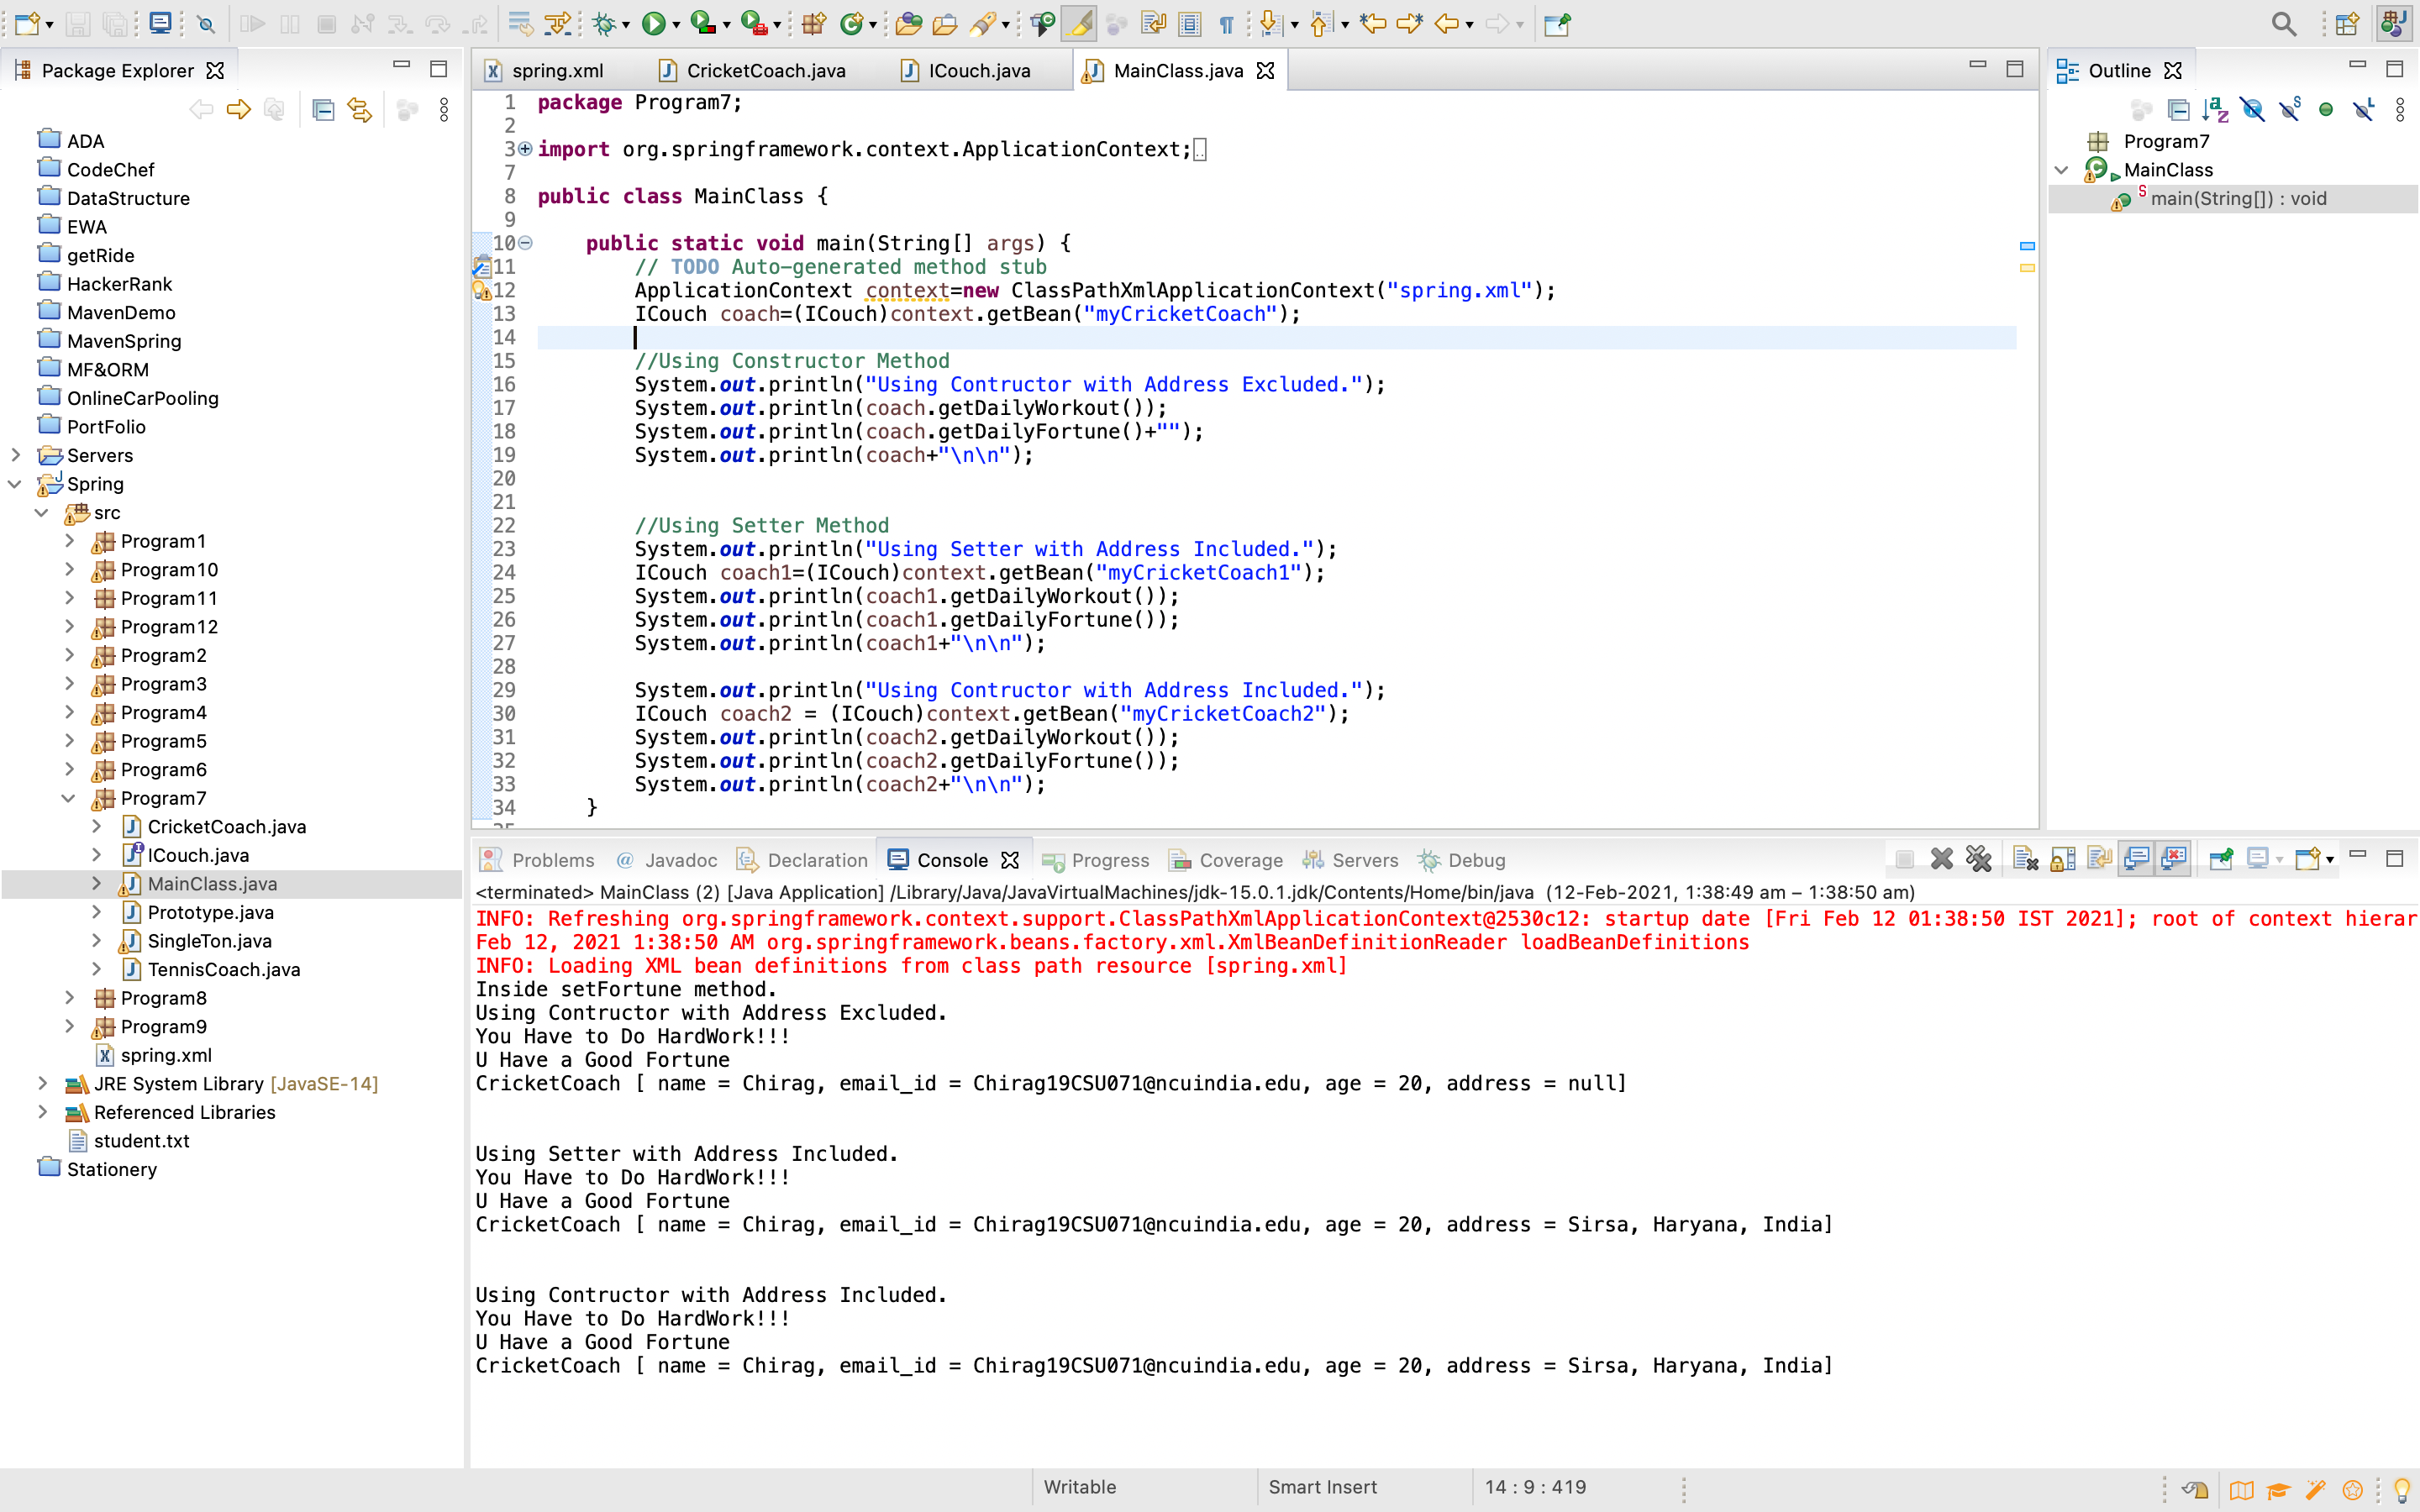 Package Explorer
ADA
CodeChef
DataStructure
EWA
getRide
HackerRank
MavenDemo
MavenSpring
MF&ORM
OnlineCarPooling
PortFolio
Servers
Spring
src
Program1
Program10
Program11
Program12
Program2
Program3
Program4
Program5
Program6
Program7
CricketCoach.java
ICouch.java
MainClass.java
Prototype.java
SingleTon.java
TennisCoach.java
Program8
Program9
spring.xml
JRE System Library [JavaSE-14]
Referenced Libraries
student.txt
Stationery
spring.xml CricketCoach.java ICouch.java MainClass.java
1 package Program7;
2
3 import org.springframework.context.ApplicationContext;
7
8 public class MainClass {
9
10 public static void main(String[] args) {
11 // TODO Auto-generated method stub
12 ApplicationContext context=new ClassPathXmlApplicationContext("spring.xml");
13 ICouch coach=(ICouch)context.getBean("myCricketCoach");
14
15 //Using Constructor Method
16 System.out.println("Using Contructor with Address Excluded.");
17 System.out.println(coach.getDailyWorkout());
18 System.out.println(coach.getDailyFortune()+"");
19 System.out.println(coach+"\n\n");
20
21
22 //Using Setter Method
23 System.out.println("Using Setter with Address Included.");
24 ICouch coach1=(ICouch)context.getBean("myCricketCoach1");
25 System.out.println(coach1.getDailyWorkout());
26 System.out.println(coach1.getDailyFortune());
27 System.out.println(coach1+"\n\n");
28
29 System.out.println("Using Contructor with Address Included.");
30 ICouch coach2 = (ICouch)context.getBean("myCricketCoach2");
31 System.out.println(coach2.getDailyWorkout());
32 System.out.println(coach2.getDailyFortune());
33 System.out.println(coach2+"\n\n");
34 }
Outline
Program7
MainClass
main(String[]) : void
Problems @ Javadoc Declaration Console Progress Coverage Servers Debug
<terminated> MainClass (2) [Java Application] /Library/Java/JavaVirtualMachines/jdk-15.0.1.jdk/Contents/Home/bin/java (12-Feb-2021, 1:38:49 am – 1:38:50 am)
INFO: Refreshing org.springframework.context.support.ClassPathXmlApplicationContext@2530c12: startup date [Fri Feb 12 01:38:50 IST 2021]; root of context hierar
Feb 12, 2021 1:38:50 AM org.springframework.beans.factory.xml.XmlBeanDefinitionReader loadBeanDefinitions
INFO: Loading XML bean definitions from class path resource [spring.xml]
Inside setFortune method.
Using Contructor with Address Excluded.
You Have to Do HardWork!!!
U Have a Good Fortune
CricketCoach [ name = Chirag, email_id = Chirag19CSU071@ncuindia.edu, age = 20, address = null]
Using Setter with Address Included.
You Have to Do HardWork!!!
U Have a Good Fortune
CricketCoach [ name = Chirag, email_id = Chirag19CSU071@ncuindia.edu, age = 20, address = Sirsa, Haryana, India]
Using Contructor with Address Included.
You Have to Do HardWork!!!
U Have a Good Fortune
CricketCoach [ name = Chirag, email_id = Chirag19CSU071@ncuindia.edu, age = 20, address = Sirsa, Haryana, India]
Writable Smart Insert 14 : 9 : 419